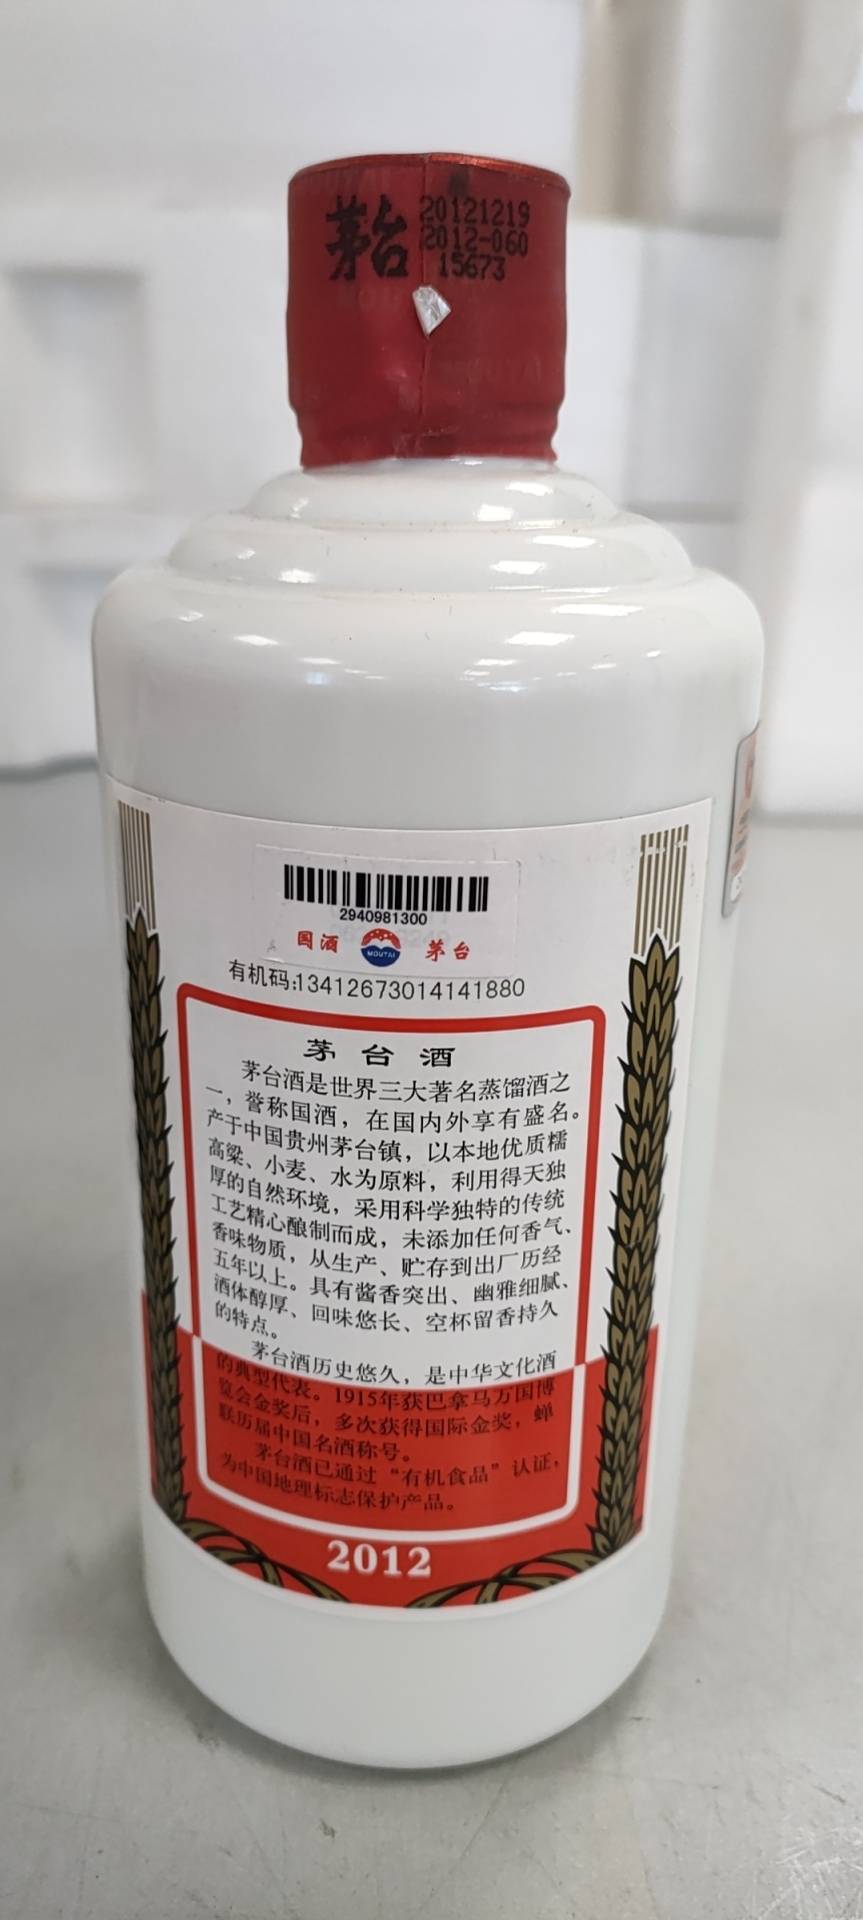 茅台
20121219
2012-060
15673
2940981300
国酒
MOUTAI
茅台
有机码:13412673014141880
茅台酒
茅台酒是世界三大著名蒸馏酒之
一，誉称国酒，在国内外享有盛名。
产于中国贵州茅台镇，以本地优质糯
高粱、小麦、水为原料，利用得天独
厚的自然环境，采用科学独特的传统
工艺精心酿制而成，未添加任何香气、
香味物质，从生产、贮存到出厂历经
五年以上。具有酱香突出、幽雅细腻、
酒体醇厚、回味悠长、空杯留香持久
的特点。
茅台酒历史悠久，是中华文化酒
的典型代表。1915年获巴拿马万国博
览会金奖后，多次获得国际金奖，蝉
联历届中国名酒称号。
茅台酒已通过“有机食品”认证，
为中国地理标志保护产品。
2012